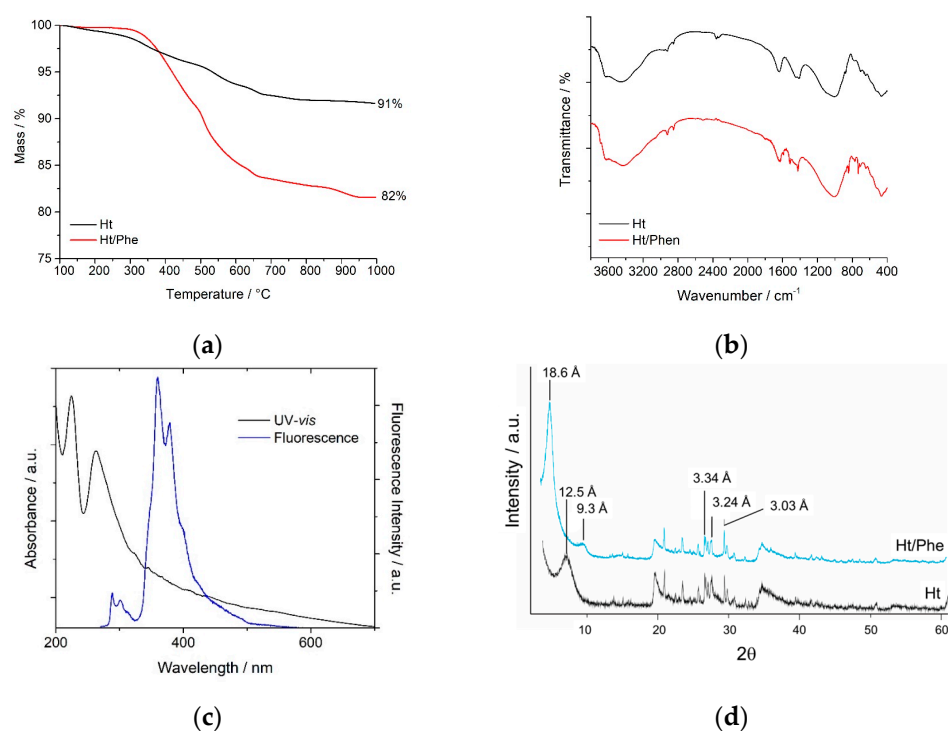 100
95
90
85
80
75
91%
82%
Ht
Ht/Phe
100 200 300 400 500 600 700 800 900 1000
Mass / %
Temperature / °C
(a)
Transmittance / %
Ht
Ht/Phen
3800 3200 2400 1600 1200 800 400
Wavenumber / cm-1
(b)
Absorbance / a.u.
UV-vis
Fluorescence
Fluorescence Intensity / a.u.
200 400 600
Wavelength / nm
(c)
Intensity / a.u.
18.6 Å
12.5 Å
9.3 Å
3.34 Å
3.24 Å
3.03 Å
Ht/Phe
Ht
10 20 30 40 50 60
2θ
(d)